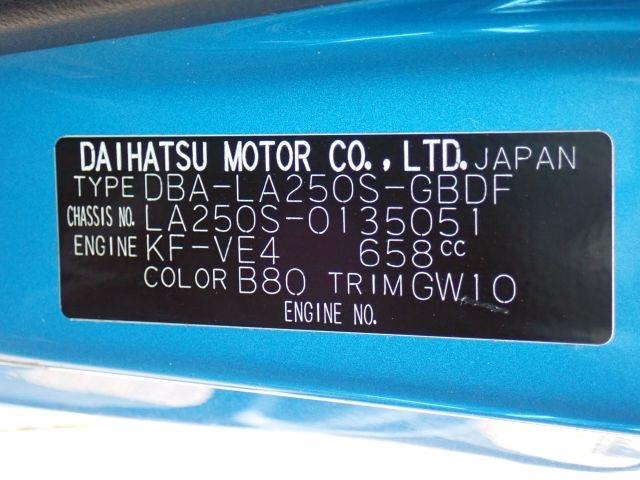 DAIHATSU MOTOR CO., LTD. JAPAN
TYPE DBA-LA250S-GBDF
CHASSIS NO. LA250S-0135051
ENGINE KF-VE4 658cc
COLOR B80 TRIM GW10
ENGINE NO.